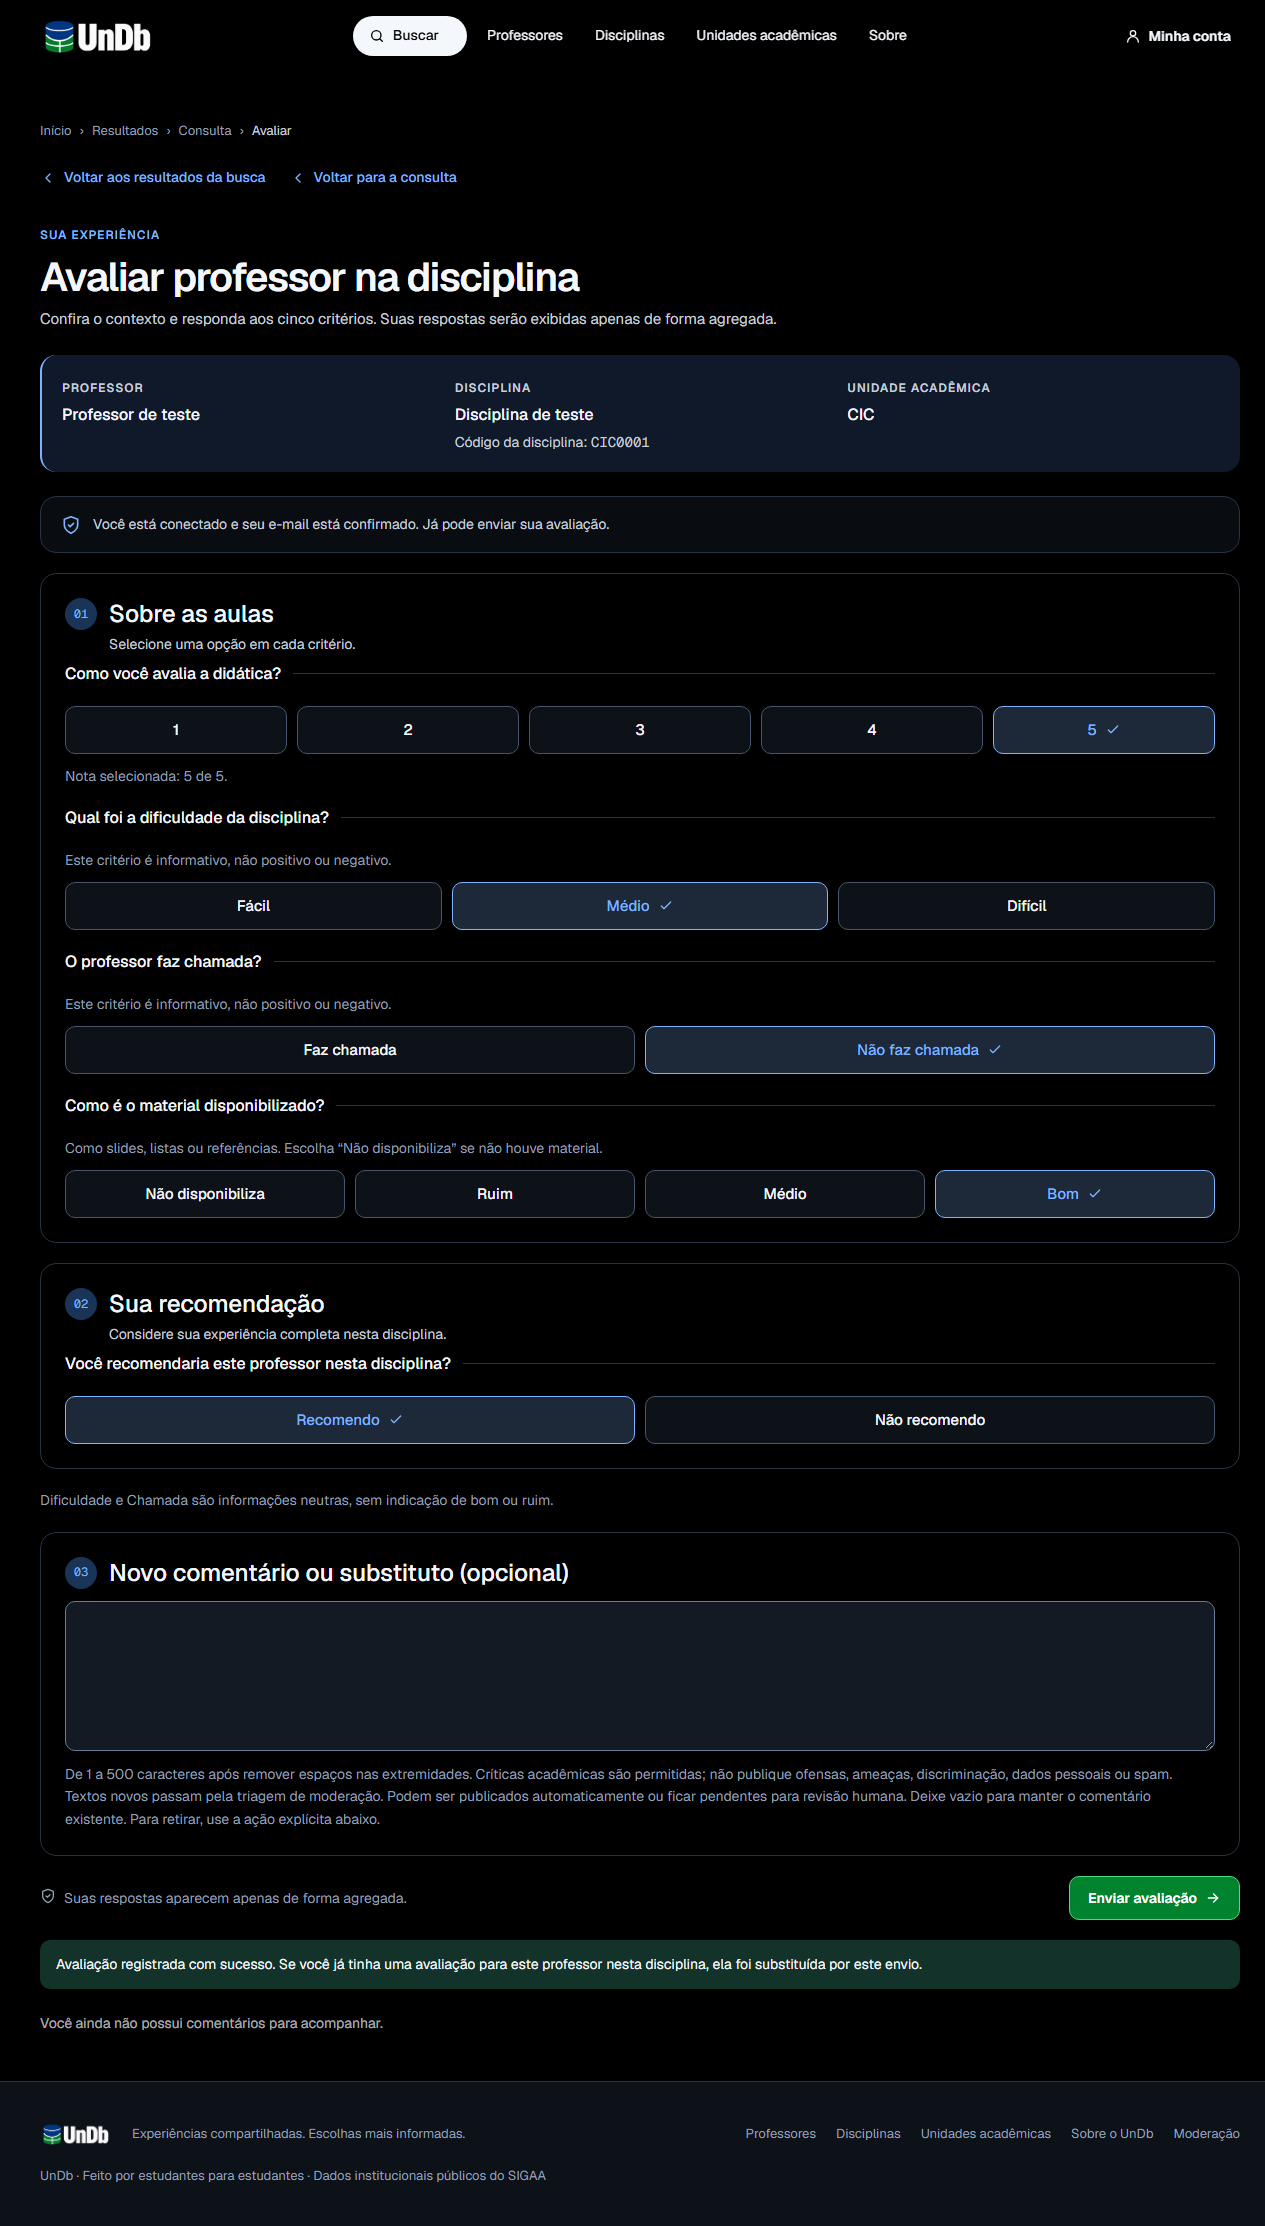 UnDb
Buscar
Professores
Disciplinas
Unidades acadêmicas
Sobre
Minha conta
Início › Resultados › Consulta › Avaliar
Voltar aos resultados da busca
Voltar para a consulta
SUA EXPERIÊNCIA
Avaliar professor na disciplina
Confira o contexto e responda aos cinco critérios. Suas respostas serão exibidas apenas de forma agregada.
PROFESSOR
Professor de teste
DISCIPLINA
Disciplina de teste
Código da disciplina: CIC0001
UNIDADE ACADÊMICA
CIC
Você está conectado e seu e-mail está confirmado. Já pode enviar sua avaliação.
01 Sobre as aulas
Selecione uma opção em cada critério.
Como você avalia a didática?
1
2
3
4
5
Nota selecionada: 5 de 5.
Qual foi a dificuldade da disciplina?
Este critério é informativo, não positivo ou negativo.
Fácil
Médio
Difícil
O professor faz chamada?
Este critério é informativo, não positivo ou negativo.
Faz chamada
Não faz chamada
Como é o material disponibilizado?
Como slides, listas ou referências. Escolha “Não disponibiliza” se não houve material.
Não disponibiliza
Ruim
Médio
Bom
02 Sua recomendação
Considere sua experiência completa nesta disciplina.
Você recomendaria este professor nesta disciplina?
Recomendo
Não recomendo
Dificuldade e Chamada são informações neutras, sem indicação de bom ou ruim.
03 Novo comentário ou substituto (opcional)
De 1 a 500 caracteres após remover espaços nas extremidades. Críticas acadêmicas são permitidas; não publique ofensas, ameaças, discriminação, dados pessoais ou spam.
Textos novos passam pela triagem de moderação. Podem ser publicados automaticamente ou ficar pendentes para revisão humana. Deixe vazio para manter o comentário
existente. Para retirar, use a ação explícita abaixo.
Suas respostas aparecem apenas de forma agregada.
Enviar avaliação
Avaliação registrada com sucesso. Se você já tinha uma avaliação para este professor nesta disciplina, ela foi substituída por este envio.
Você ainda não possui comentários para acompanhar.
UnDb
Experiências compartilhadas. Escolhas mais informadas.
Professores
Disciplinas
Unidades acadêmicas
Sobre o UnDb
Moderação
UnDb · Feito por estudantes para estudantes · Dados institucionais públicos do SIGAA